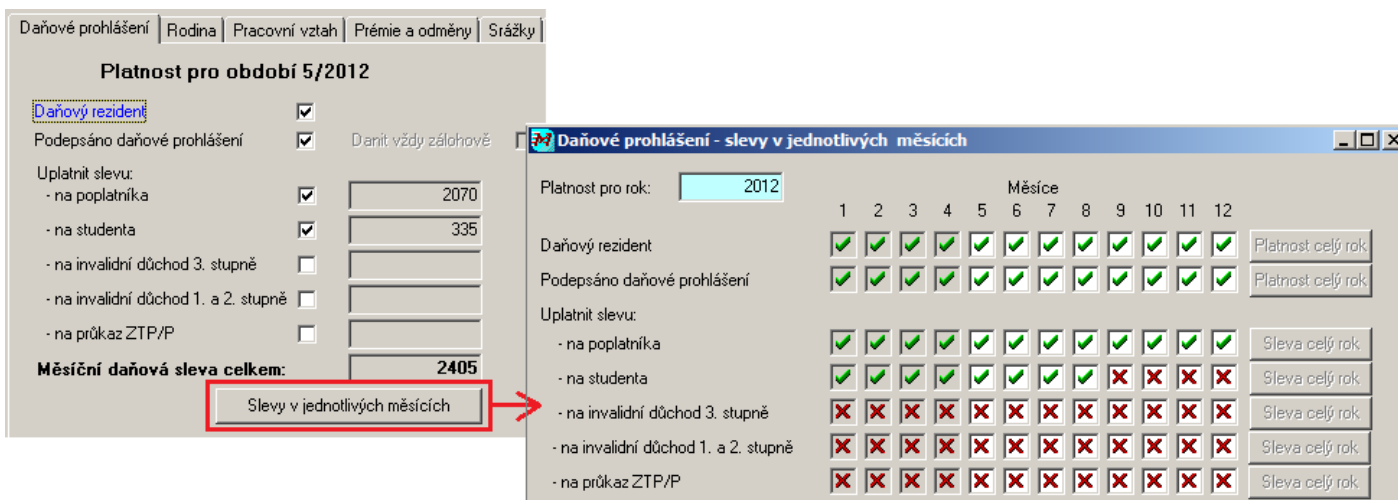 Daňové prohlášení Rodina Pracovní vztah Prémie a odměny Srážky
Platnost pro období 5/2012
Daňový rezident
Podepsáno daňové prohlášení Danit vždy zálohově
Uplatnit slevu:
- na poplatníka 2070
- na studenta 335
- na invalidní důchod 3. stupně
- na invalidní důchod 1. a 2. stupně
- na průkaz ZTP/P
Měsíční daňová sleva celkem: 2405
Slevy v jednotlivých měsících
Daňové prohlášení - slevy v jednotlivých měsících
Platnost pro rok: 2012 Měsíce
1 2 3 4 5 6 7 8 9 10 11 12
Daňový rezident Platnost celý rok
Podepsáno daňové prohlášení Platnost celý rok
Uplatnit slevu:
- na poplatníka Sleva celý rok
- na studenta Sleva celý rok
- na invalidní důchod 3. stupně Sleva celý rok
- na invalidní důchod 1. a 2. stupně Sleva celý rok
- na průkaz ZTP/P Sleva celý rok